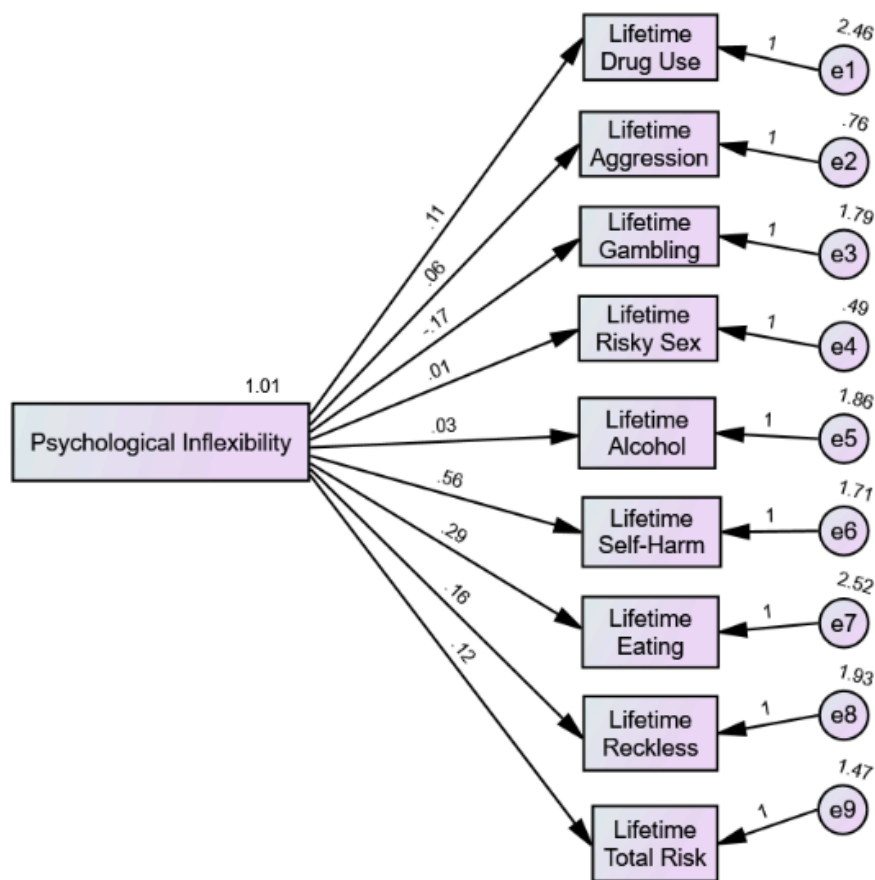 2.46
Lifetime
Drug Use
1
e1
.76
Lifetime
Aggression
1
e2
1.79
Lifetime
Gambling
1
e3
.49
Lifetime
Risky Sex
1
e4
1.86
Lifetime
Alcohol
1
e5
1.71
Lifetime
Self-Harm
1
e6
2.52
Lifetime
Eating
1
e7
1.93
Lifetime
Reckless
1
e8
1.47
Lifetime
Total Risk
1
e9
.11
.06
-.17
.01
.03
.56
.29
.16
.12
1.01
Psychological Inflexibility